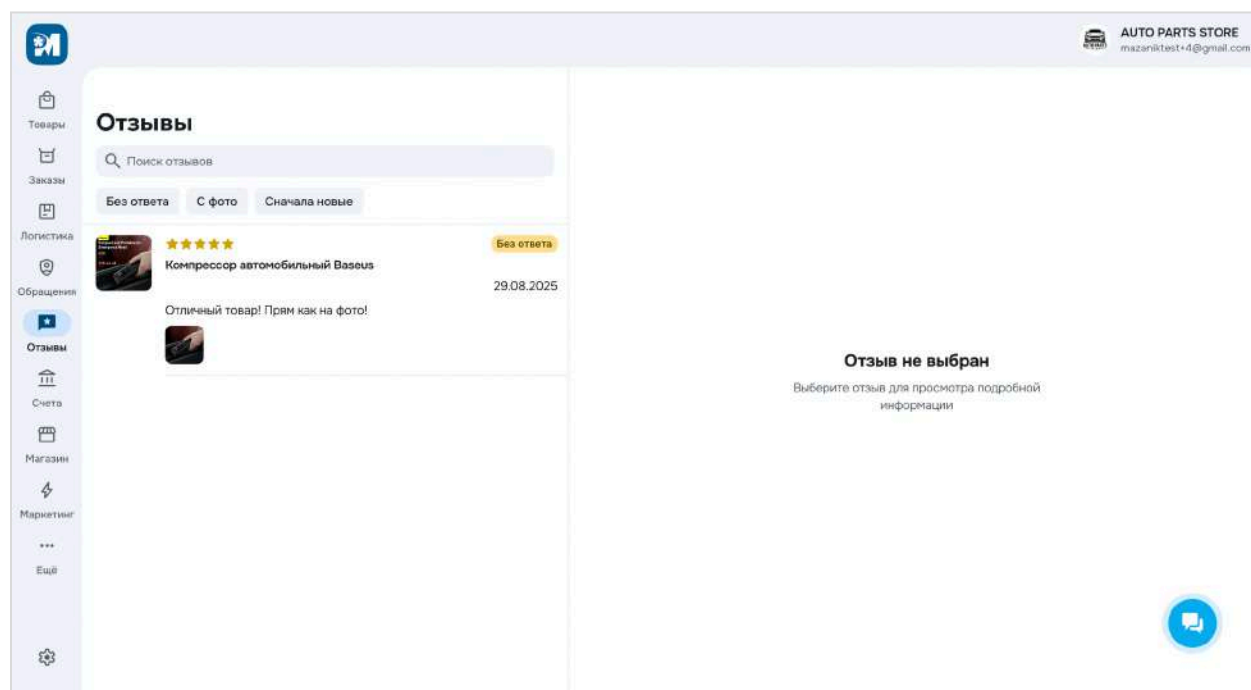 AUTO PARTS STORE
mazaniktest+4@gmail.com
Товары
Заказы
Логистика
Обращения
Отзывы
Счета
Магазин
Маркетинг
Ещё
Отзывы
Поиск отзывов
Без ответа
С фото
Сначала новые
Без ответа
Компрессор автомобильный Baseus
29.08.2025
Отличный товар! Прям как на фото!
Отзыв не выбран
Выберите отзыв для просмотра подробной
информации